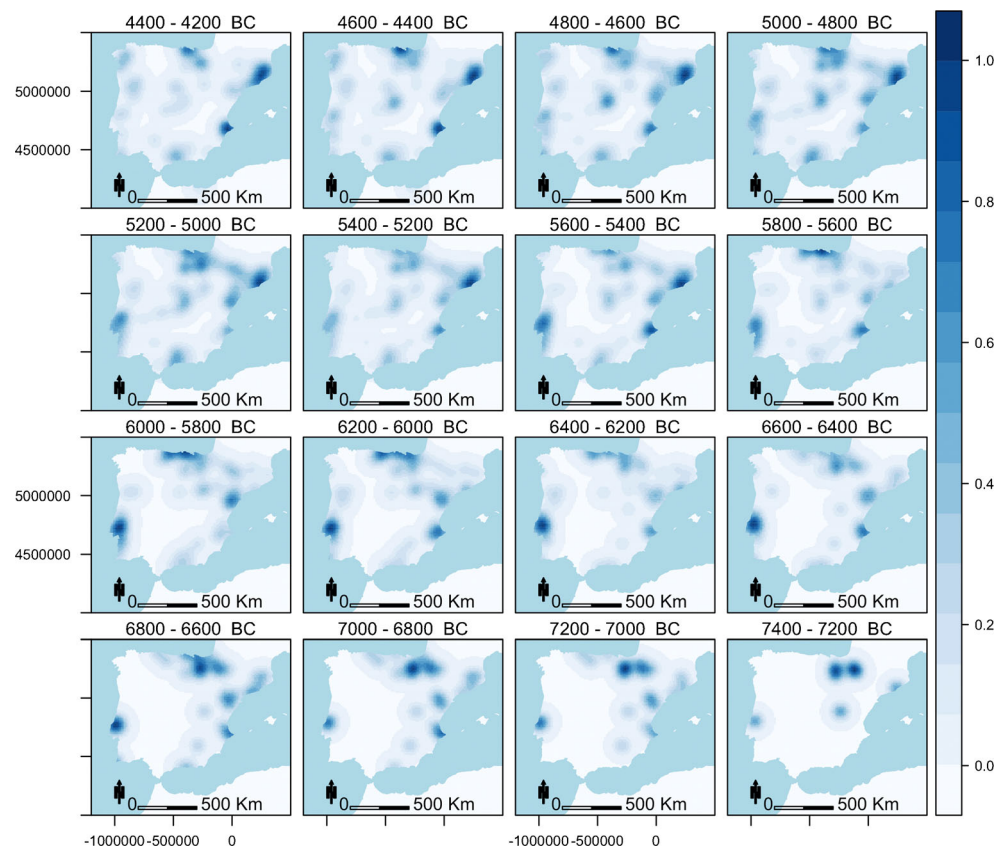 4400 - 4200 BC 4600 - 4400 BC 4800 - 4600 BC 5000 - 4800 BC
1.0
5000000
4500000
N N N N
0 500 Km 0 500 Km 0 500 Km 0 500 Km
0.8
5200 - 5000 BC 5400 - 5200 BC 5600 - 5400 BC 5800 - 5600 BC
0.6
N N N N
0 500 Km 0 500 Km 0 500 Km 0 500 Km
6000 - 5800 BC 6200 - 6000 BC 6400 - 6200 BC 6600 - 6400 BC
0.4
5000000
4500000
N N N N
0 500 Km 0 500 Km 0 500 Km 0 500 Km
0.2
6800 - 6600 BC 7000 - 6800 BC 7200 - 7000 BC 7400 - 7200 BC
0.0
N N N N
0 500 Km 0 500 Km 0 500 Km 0 500 Km
-1000000 -500000 0 -1000000 -500000 0